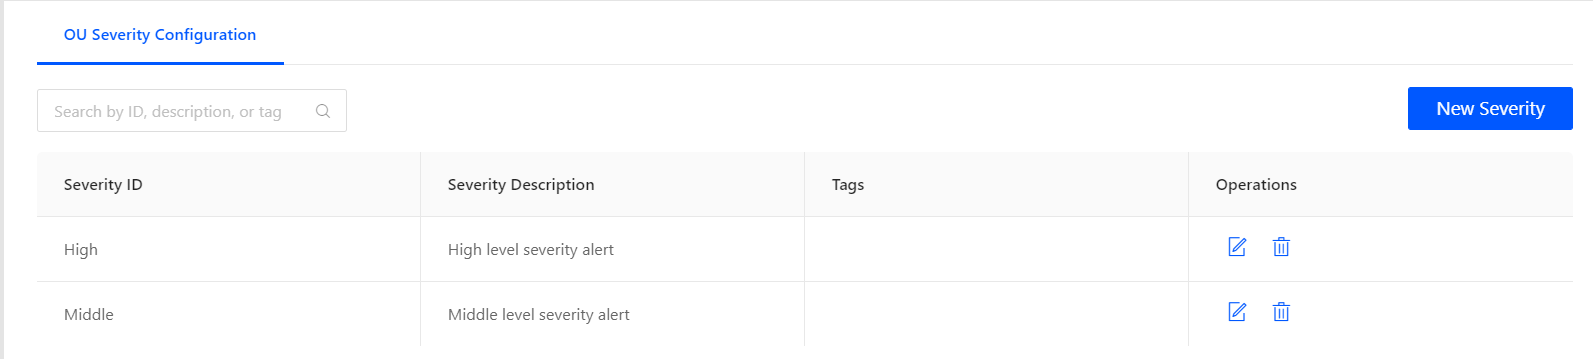 OU Severity Configuration
Search by ID, description, or tag
New Severity
Severity ID Severity Description Tags Operations
High High level severity alert
Middle Middle level severity alert